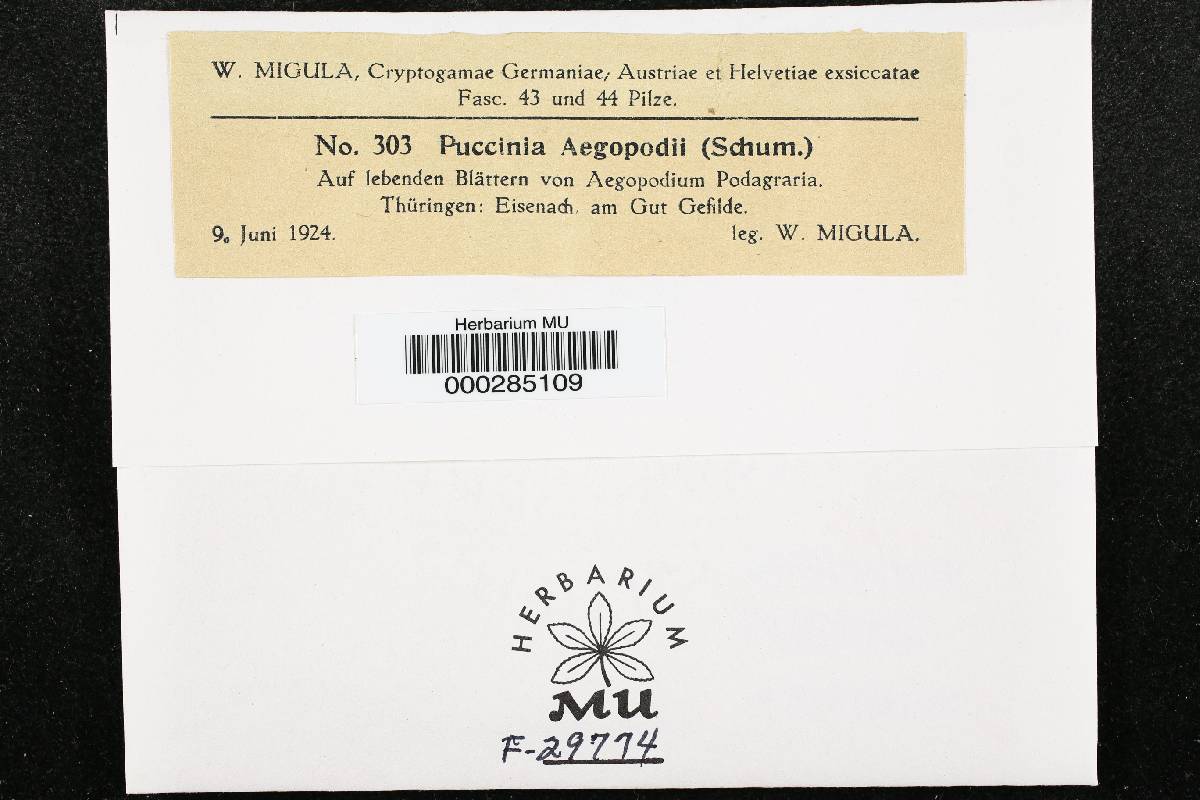 W. MIGULA, Cryptogamae Germaniae, Austriae et Helvetiae exsiccatae
Fasc. 43 und 44 Pilze.
No. 303 Puccinia Aegopodii (Schum.)
Auf lebenden Blättern von Aegopodium Podagraria.
Thüringen: Eisenach, am Gut Gefilde.
9. Juni 1924. leg. W. MIGULA.
Herbarium MU
000285109
HERBARIUM
MU
F-29774